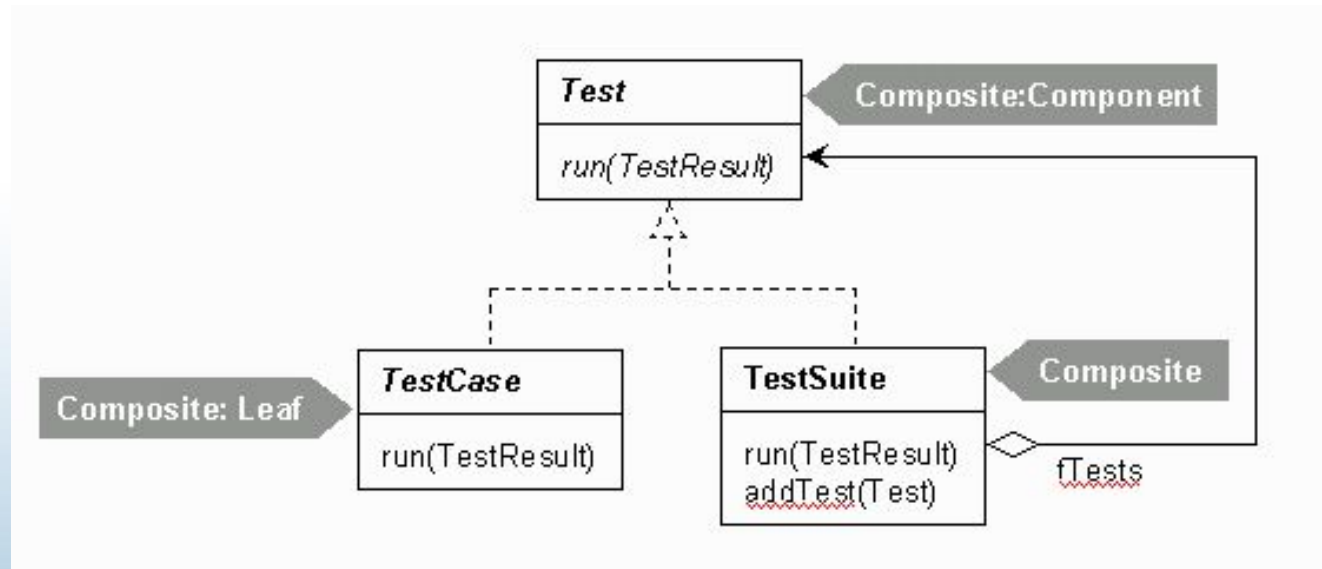 Test
Composite:Component
run(TestResult)
TestCase
Composite: Leaf
run(TestResult)
TestSuite
Composite
run(TestResult)
addTest(Test)
fTests